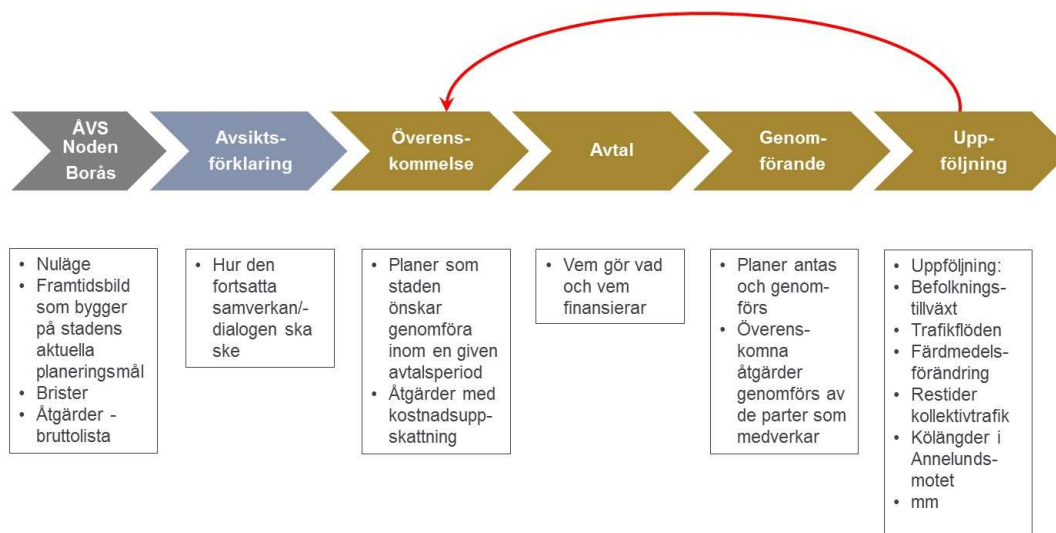 ÅVS
Noden
Borås
Avsikts-
förklaring
Överens-
kommelse
Avtal
Genom-
förande
Upp-
följning
• Nuläge
• Framtidsbild
som bygger
på stadens
aktuella
planeringsmål
• Brister
• Åtgärder -
bruttolista
• Hur den
fortsatta
samverkan/-
dialogen ska
ske
• Planer som
staden
önskar
genomföra
inom en given
avtalsperiod
• Åtgärder med
kostnadsupp-
skattning
• Vem gör vad
och vem
finansierar
• Planer antas
och genom-
förs
• Överens-
komna
åtgärder
genomförs av
de parter som
medverkar
• Uppföljning:
• Befolknings-
tillväxt
• Trafikflöden
• Färdmedels-
förändring
• Restider
kollektivtrafik
• Kölängder i
Annelunds-
motet
• mm